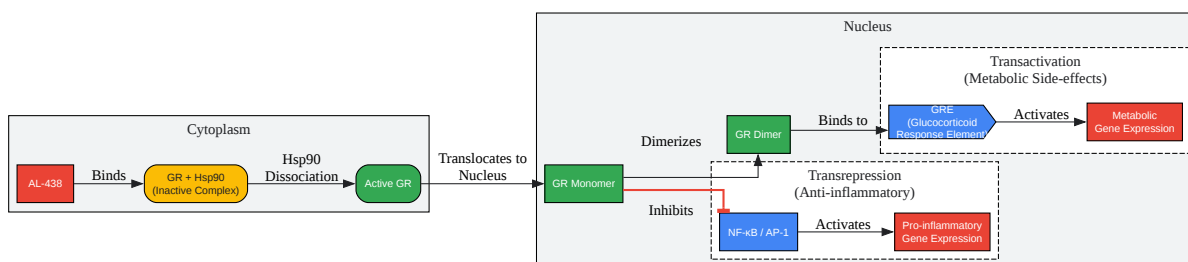 Nucleus
Transactivation
(Metabolic Side-effects)
GRE
(Glucocorticoid
Response Element)
Activates
Metabolic
Gene Expression
Cytoplasm
Hsp90
Dissociation
Translocates to
Nucleus
Dimerizes
GR Dimer
Binds to
AL-438
Binds
GR + Hsp90
(Inactive Complex)
Active GR
GR Monomer
Inhibits
Transrepression
(Anti-inflammatory)
NF-κB / AP-1
Activates
Pro-inflammatory
Gene Expression